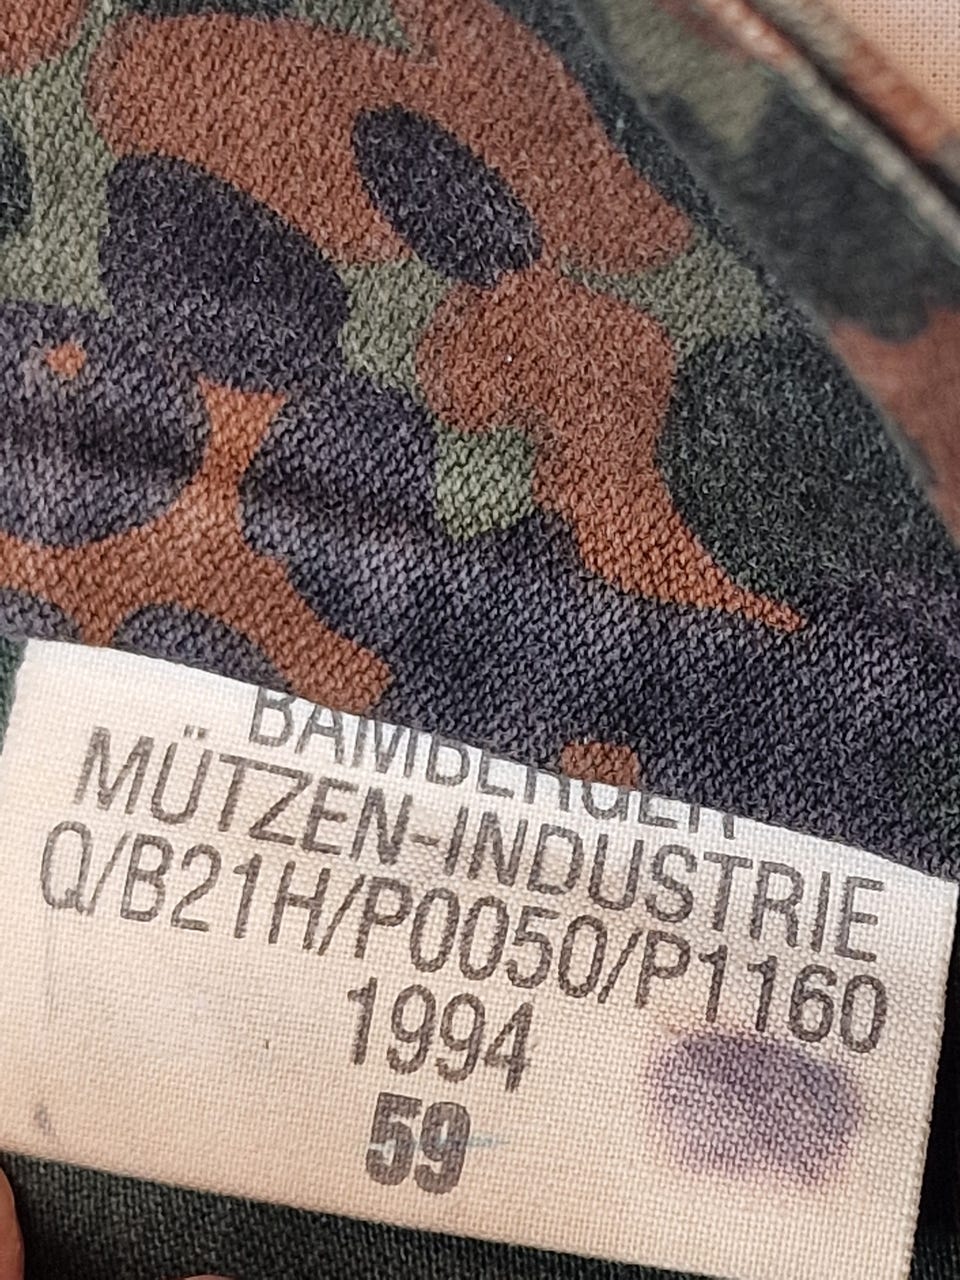 BAMBERGER
MÜTZEN-INDUSTRIE
Q/B21H/P0050/P1160
1994
59